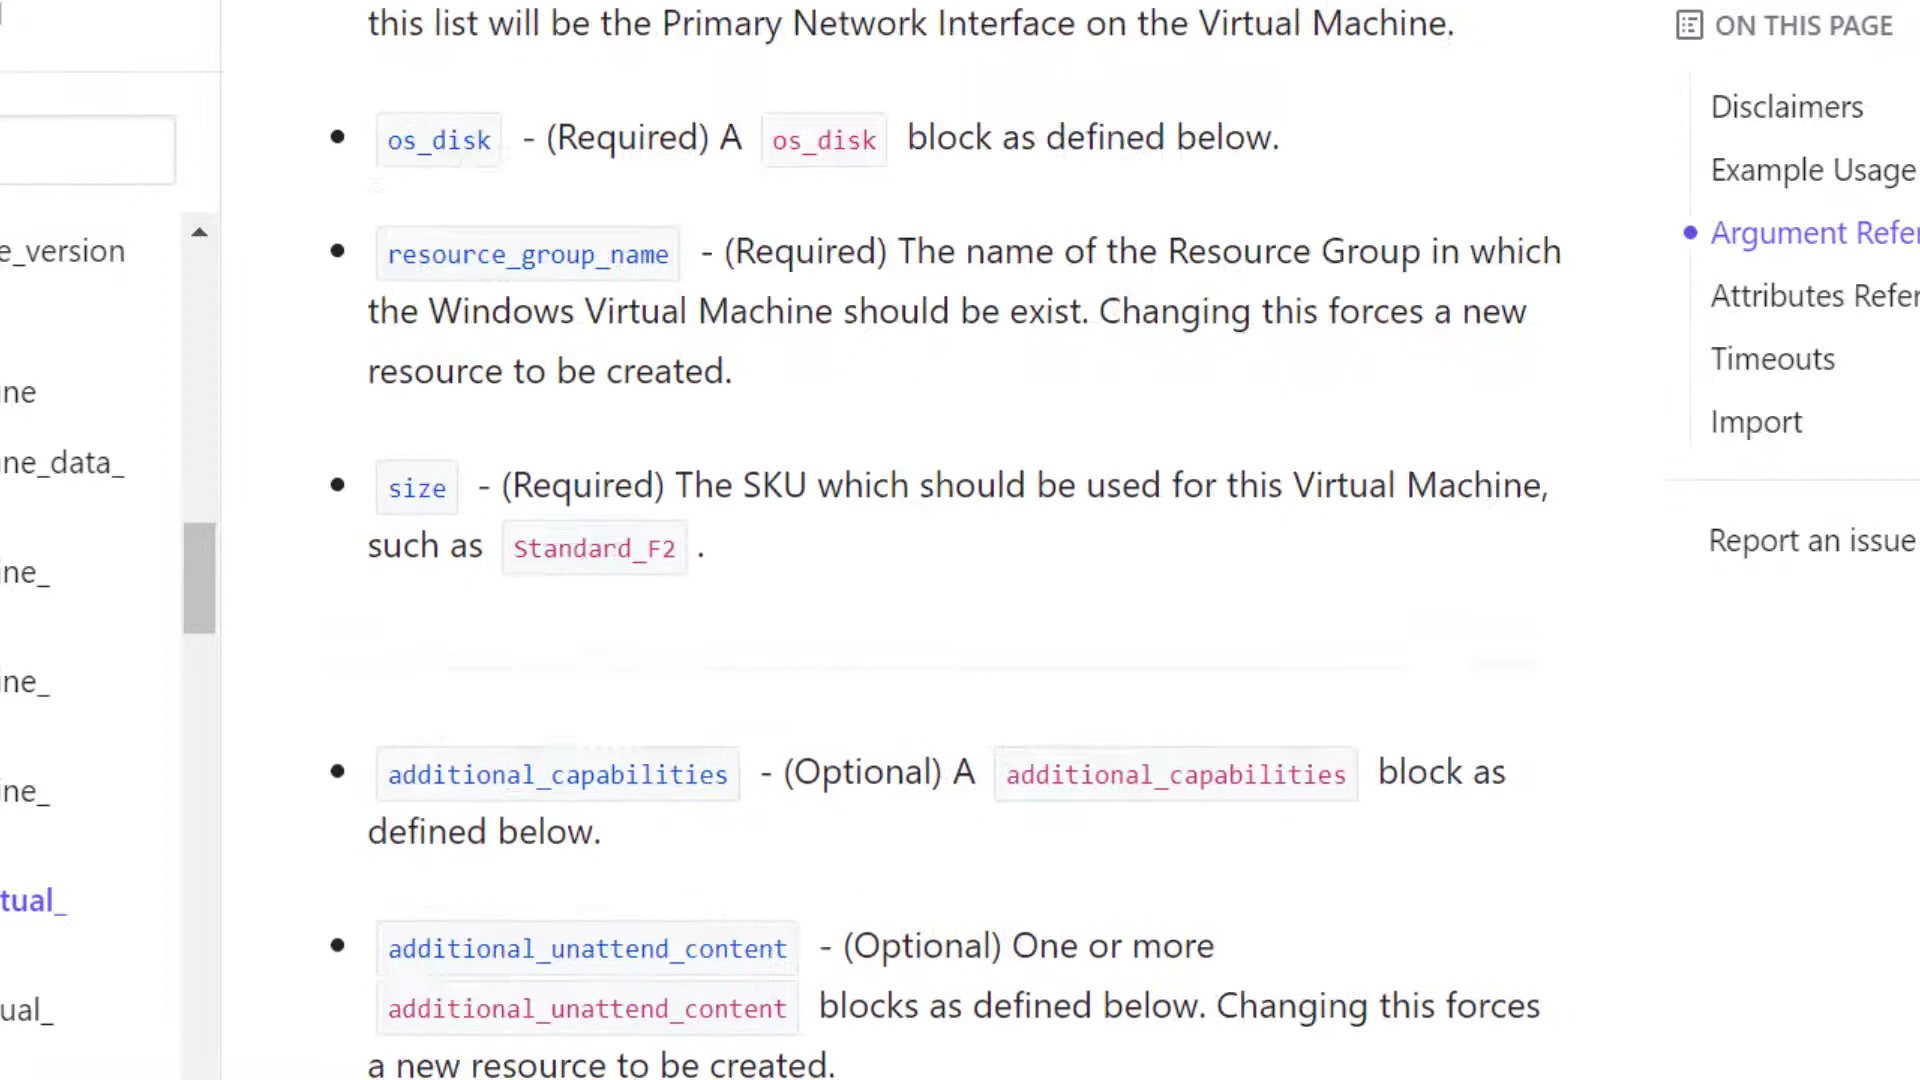 this list will be the Primary Network Interface on the Virtual Machine.
os_disk - (Required) A os_disk block as defined below.
resource_group_name - (Required) The name of the Resource Group in which
the Windows Virtual Machine should be exist. Changing this forces a new
resource to be created.
size - (Required) The SKU which should be used for this Virtual Machine,
such as Standard_F2 .
additional_capabilities - (Optional) A additional_capabilities block as
defined below.
additional_unattend_content - (Optional) One or more
additional_unattend_content blocks as defined below. Changing this forces
a new resource to be created.
e_version
ine
ine_data_
ine_
ine_
ine_
tual_
ual_
ON THIS PAGE
Disclaimers
Example Usage
Argument Refer
Attributes Refer
Timeouts
Import
Report an issue